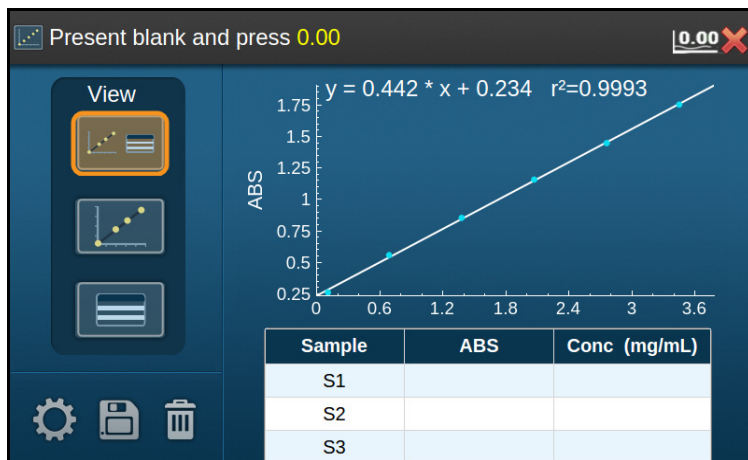 Present blank and press 0.00
0.00
View
y = 0.442 * x + 0.234 r²=0.9993
ABS
1.75
1.5
1.25
1
0.75
0.5
0.25
0 0.6 1.2 1.8 2.4 3 3.6
Sample ABS Conc (mg/mL)
S1
S2
S3